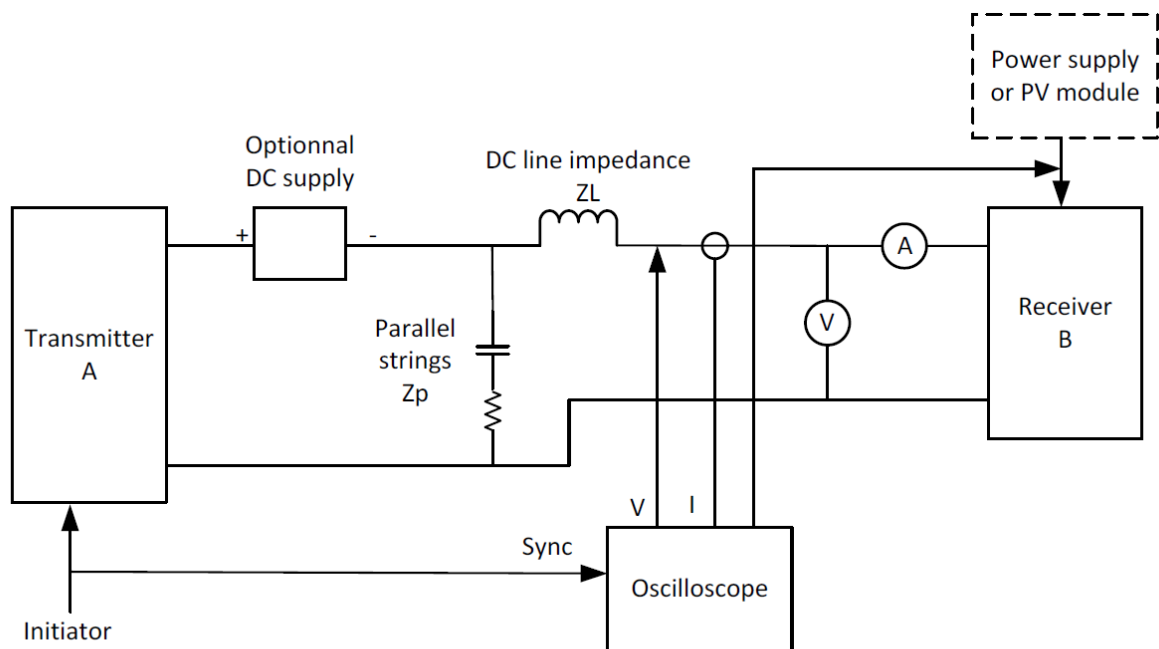 Power supply
or PV module
Optionnal
DC supply
DC line impedance
ZL
+
-
A
Transmitter
A
Parallel
strings
Zp
V
Receiver
B
V
I
Sync
Oscilloscope
Initiator